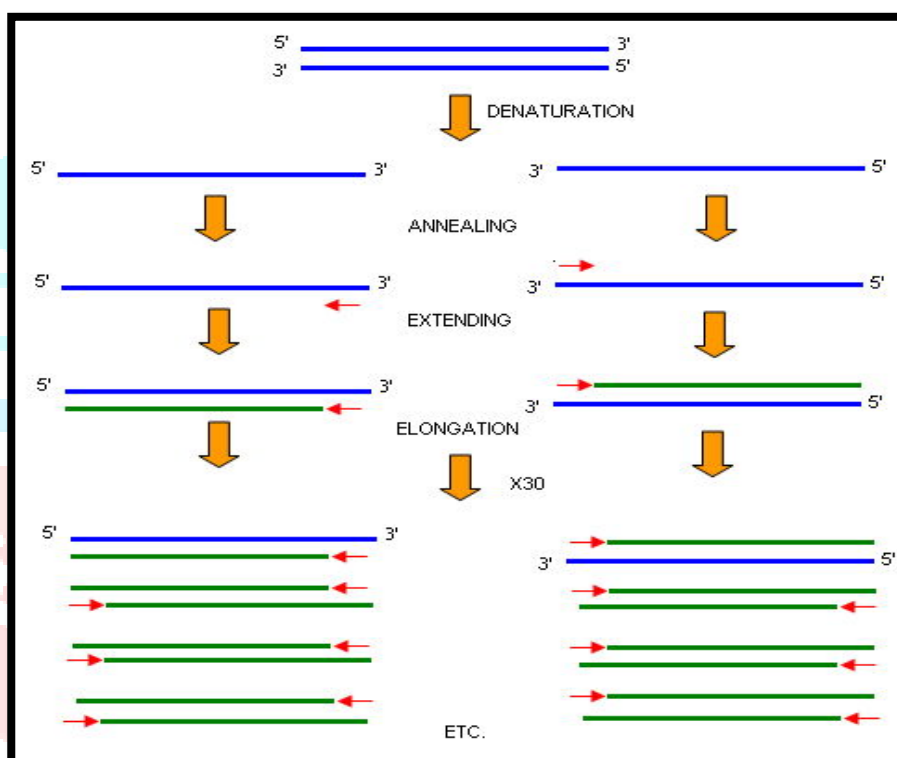 5' 3'
3' 5'
DENATURATION
5' 3' 3' 5'
ANNEALING
5' 3' 3' 5'
EXTENDING
5' 3' 3' 5'
ELONGATION
X30
5' 3' 3' 5'
ETC.